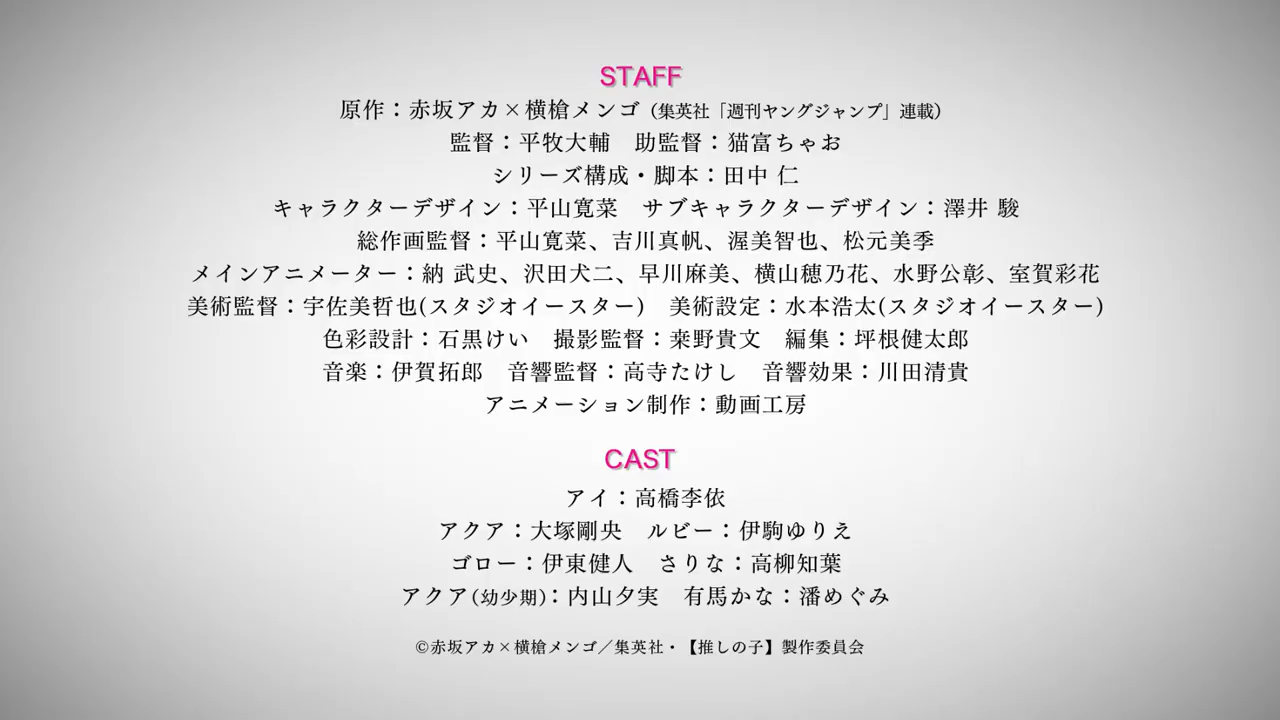 STAFF
原作：赤坂アカ×横槍メンゴ（集英社「週刊ヤングジャンプ」連載）
監督：平牧大輔　助監督：猫富ちゃお
シリーズ構成・脚本：田中 仁
キャラクターデザイン：平山寛菜　サブキャラクターデザイン：澤井 駿
総作画監督：平山寛菜、吉川真帆、渥美智也、松元美季
メインアニメーター：納 武史、沢田犬二、早川麻美、横山穂乃花、水野公彰、室賀彩花
美術監督：宇佐美哲也(スタジオイースター)　美術設定：水本浩太(スタジオイースター)
色彩設計：石黒けい　撮影監督：桒野貴文　編集：坪根健太郎
音楽：伊賀拓郎　音響監督：高寺たけし　音響効果：川田清貴
アニメーション制作：動画工房
CAST
アイ：高橋李依
アクア：大塚剛央　ルビー：伊駒ゆりえ
ゴロー：伊東健人　さりな：高柳知葉
アクア(幼少期)：内山夕実　有馬かな：潘めぐみ
©赤坂アカ×横槍メンゴ／集英社・【推しの子】製作委員会